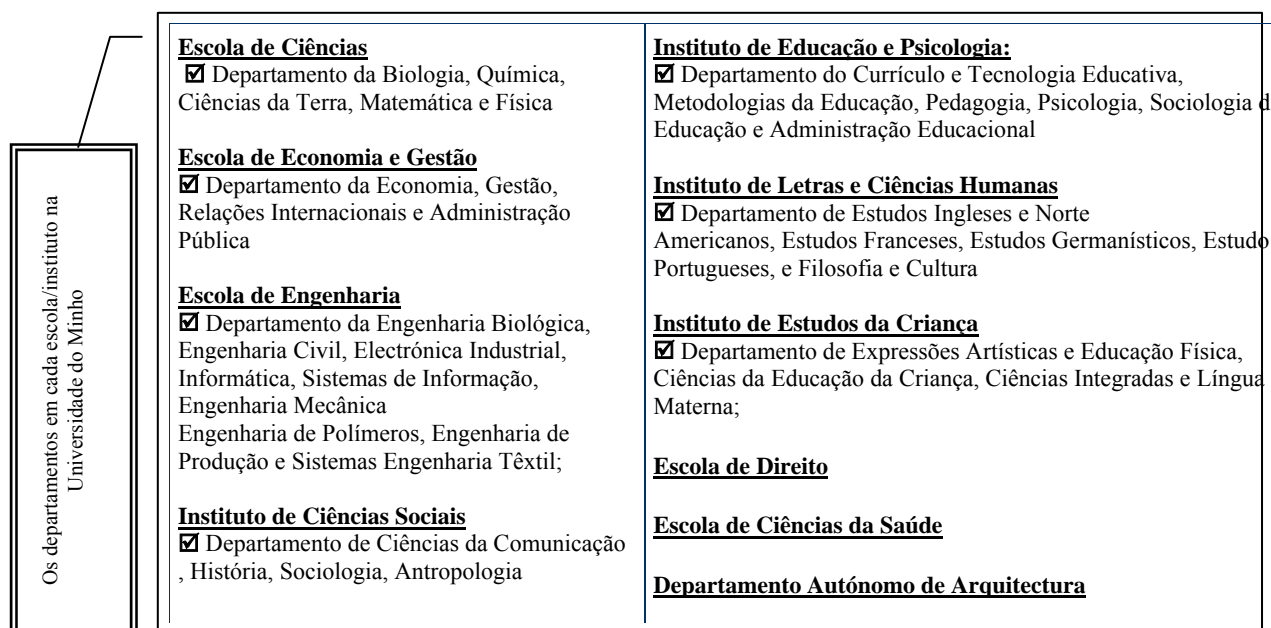 Os departamentos em cada escola/instituto na
Universidade do Minho
Escola de Ciências
☑ Departamento da Biologia, Química,
Ciências da Terra, Matemática e Física
Escola de Economia e Gestão
☑ Departamento da Economia, Gestão,
Relações Internacionais e Administração
Pública
Escola de Engenharia
☑ Departamento da Engenharia Biológica,
Engenharia Civil, Electrónica Industrial,
Informática, Sistemas de Informação,
Engenharia Mecânica
Engenharia de Polímeros, Engenharia de
Produção e Sistemas Engenharia Têxtil;
Instituto de Ciências Sociais
☑ Departamento de Ciências da Comunicação
, História, Sociologia, Antropologia
Instituto de Educação e Psicologia:
☑ Departamento do Currículo e Tecnologia Educativa,
Metodologias da Educação, Pedagogia, Psicologia, Sociologia d
Educação e Administração Educacional
Instituto de Letras e Ciências Humanas
☑ Departamento de Estudos Ingleses e Norte
Americanos, Estudos Franceses, Estudos Germanísticos, Estudo
Portugueses, e Filosofia e Cultura
Instituto de Estudos da Criança
☑ Departamento de Expressões Artísticas e Educação Física,
Ciências da Educação da Criança, Ciências Integradas e Língua
Materna;
Escola de Direito
Escola de Ciências da Saúde
Departamento Autónomo de Arquitectura